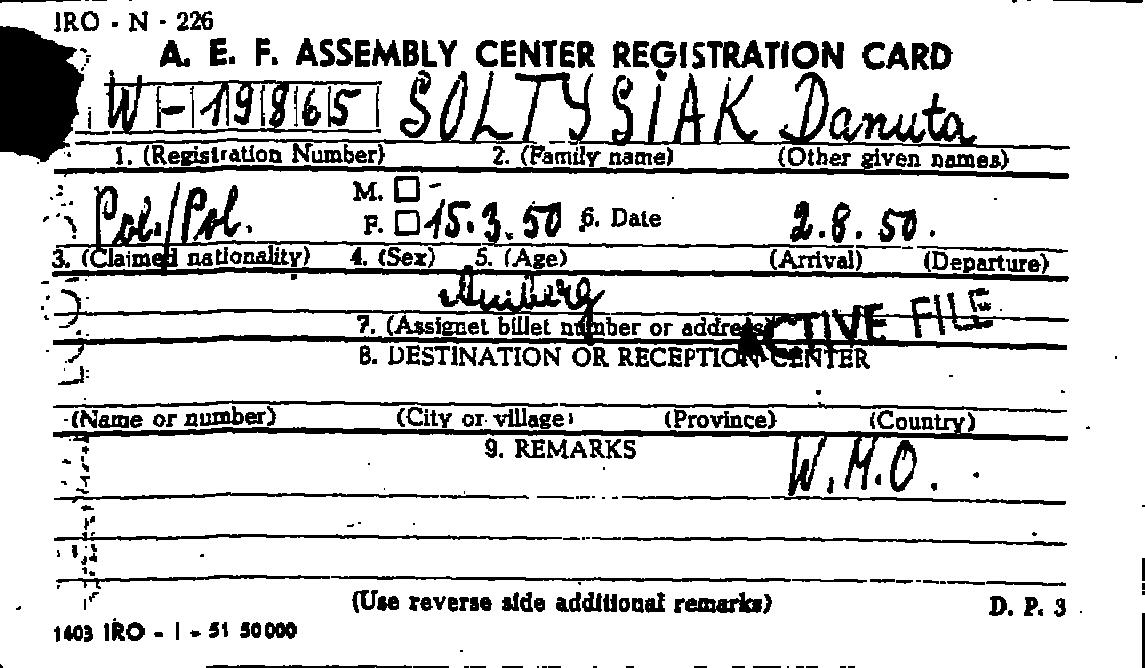 IRO - N - 226
A. E. F. ASSEMBLY CENTER REGISTRATION CARD
W-19865 SOLTYSIAK Danuta
1. (Registration Number) 2. (Family name) (Other given names)
Pol./Pol. M. ☐ - F. ☐ 15.3.50 6. Date 2.8.50.
3. (Claimed nationality) 4. (Sex) 5. (Age) (Arrival) (Departure)
7. (Assignet billet number or address)
ACTIVE FILE
8. DESTINATION OR RECEPTION CENTER
(Name or number) (City or village) (Province) (Country)
9. REMARKS W.M.O.
(Use reverse side additional remarks) D. P. 3
1403 IRO - I - 51 50000